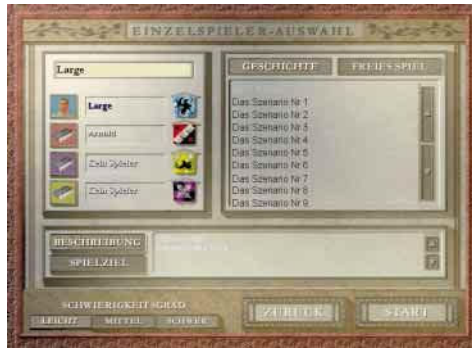 EINZELSPIELER-AUSWAHL
Large
Large
Arnold
Kein Spieler
Kein Spieler
GESCHICHTE FREIES SPIEL
Das Szenario Nr 1
Das Szenario Nr 2
Das Szenario Nr 3
Das Szenario Nr 4
Das Szenario Nr 5
Das Szenario Nr 6
Das Szenario Nr 7
Das Szenario Nr 8
Das Szenario Nr 9
BESCHREIBUNG
SPIELZIEL
SCHWIERIGKEITSGRAD
LEICHT MITTEL SCHWER
ZURÜCK
START